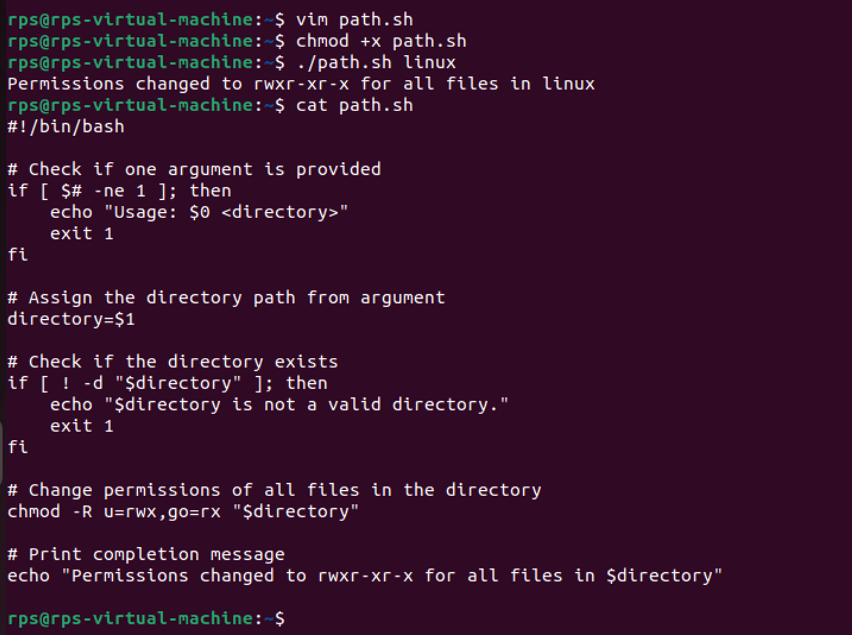 rps@rps-virtual-machine:~$ vim path.sh
rps@rps-virtual-machine:~$ chmod +x path.sh
rps@rps-virtual-machine:~$ ./path.sh linux
Permissions changed to rwxr-xr-x for all files in linux
rps@rps-virtual-machine:~$ cat path.sh
#!/bin/bash

# Check if one argument is provided
if [ $# -ne 1 ]; then
    echo "Usage: $0 <directory>"
    exit 1
fi

# Assign the directory path from argument
directory=$1

# Check if the directory exists
if [ ! -d "$directory" ]; then
    echo "$directory is not a valid directory."
    exit 1
fi

# Change permissions of all files in the directory
chmod -R u=rwx,go=rx "$directory"

# Print completion message
echo "Permissions changed to rwxr-xr-x for all files in $directory"

rps@rps-virtual-machine:~$